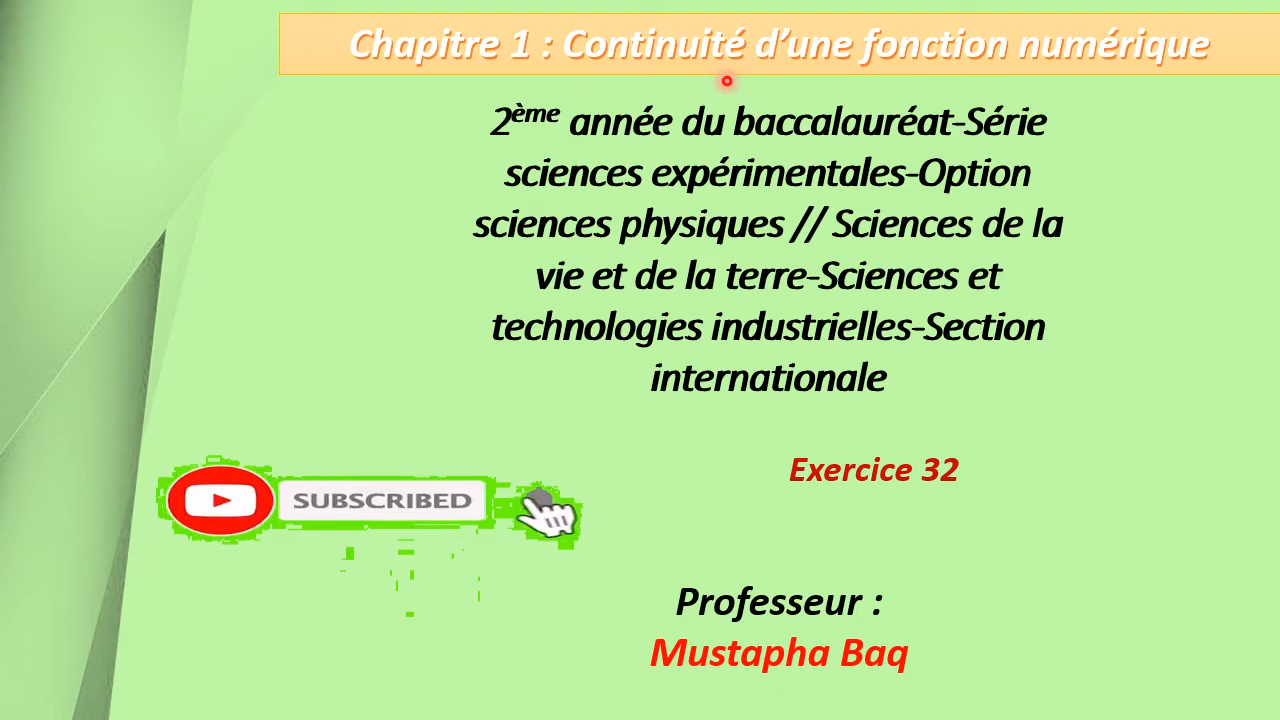 Chapitre 1 : Continuité d’une fonction numérique
2ème année du baccalauréat-Série
sciences expérimentales-Option
sciences physiques // Sciences de la
vie et de la terre-Sciences et
technologies industrielles-Section
internationale
Exercice 32
SUBSCRIBED
Professeur :
Mustapha Baq